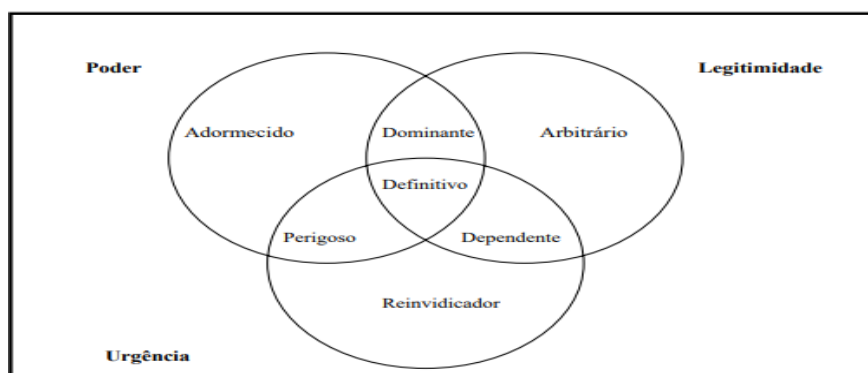 Poder
Legitimidade
Adormecido
Dominante
Arbitrário
Definitivo
Perigoso
Dependente
Reinvidicador
Urgência